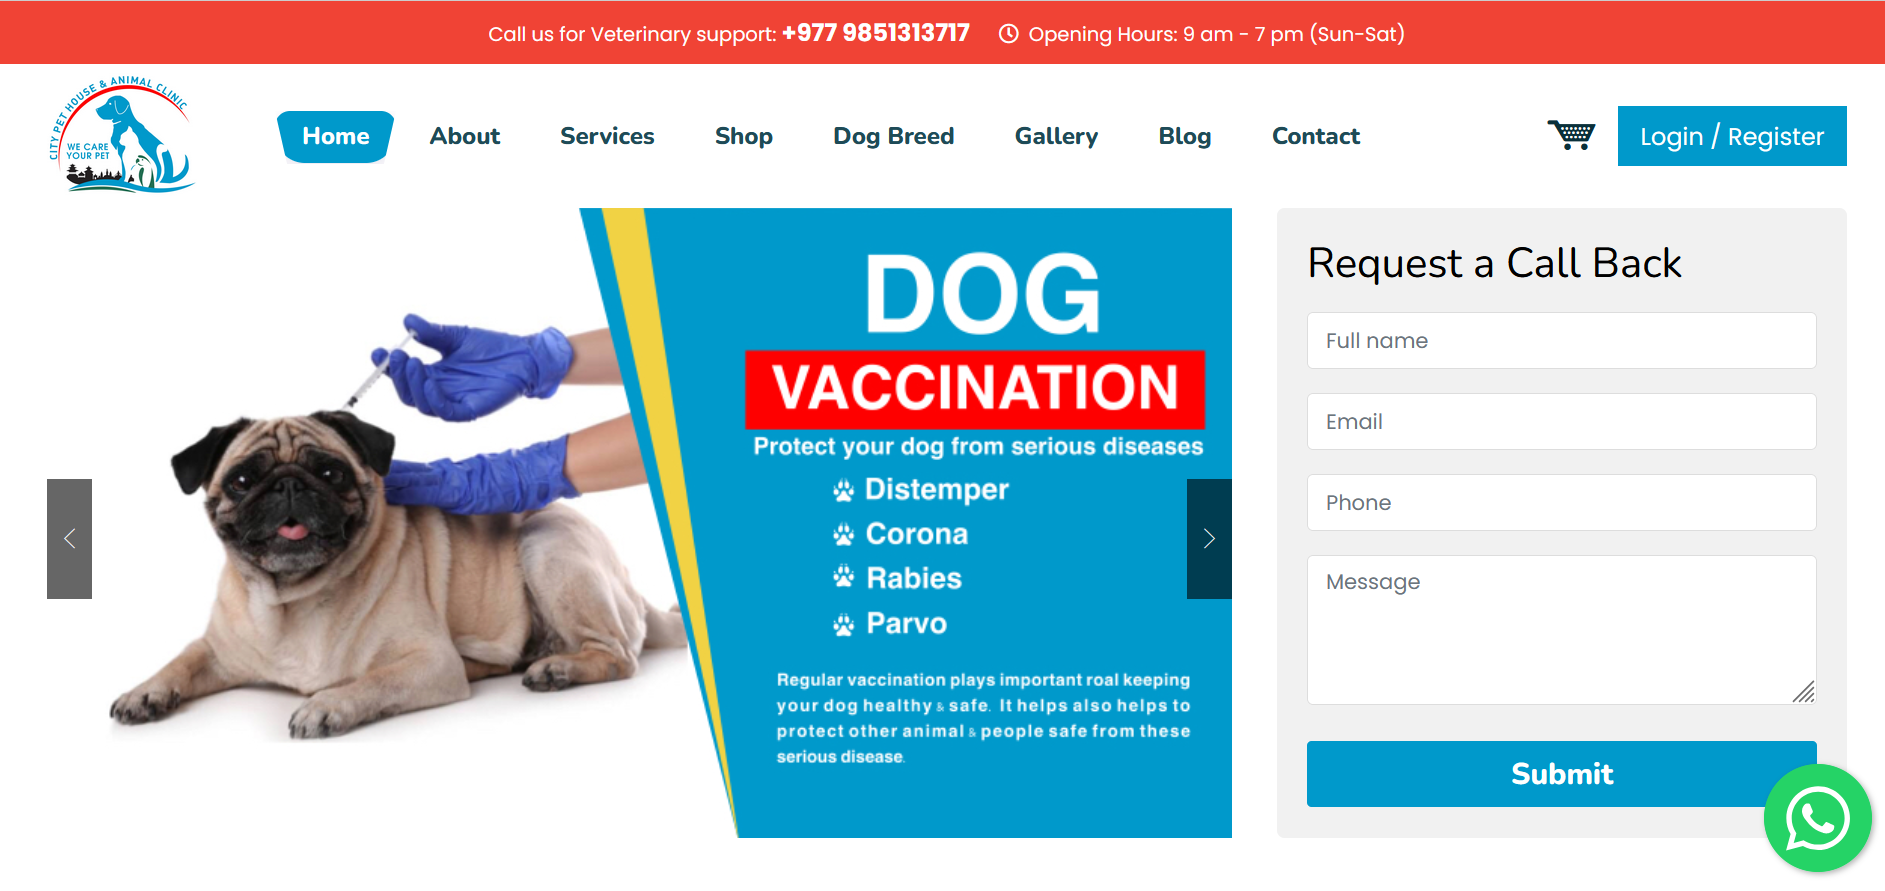 Call us for Veterinary support: +977 9851313717 Opening Hours: 9 am - 7 pm (Sun-Sat)
CITY PET HOUSE & ANIMAL CLINIC
WE CARE
YOUR PET
Home About Services Shop Dog Breed Gallery Blog Contact Login / Register
DOG
VACCINATION
Protect your dog from serious diseases
Distemper
Corona
Rabies
Parvo
Regular vaccination plays important roal keeping
your dog healthy & safe. It helps also helps to
protect other animal & people safe from these
serious disease.
Request a Call Back
Full name
Email
Phone
Message
Submit